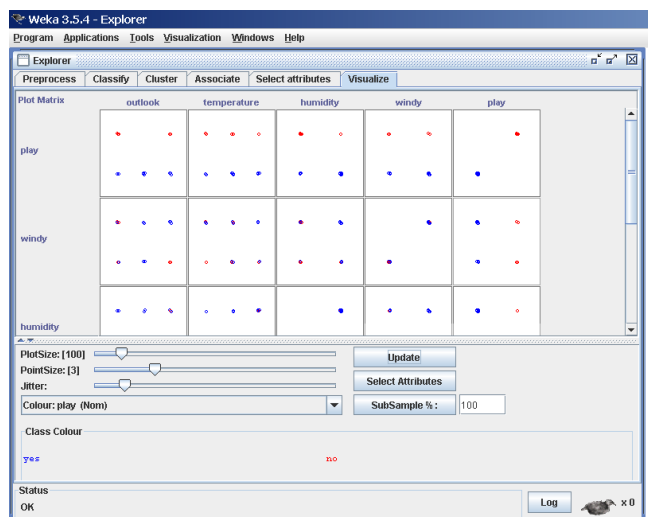 Weka 3.5.4 - Explorer
Program Applications Tools Visualization Windows Help
Explorer
Preprocess Classify Cluster Associate Select attributes Visualize
Plot Matrix outlook temperature humidity windy play
play
windy
humidity
PlotSize: [100]
Update
PointSize: [3]
Select Attributes
Jitter:
Colour: play (Nom)
SubSample % : 100
Class Colour
yes no
Status
OK
Log x 0